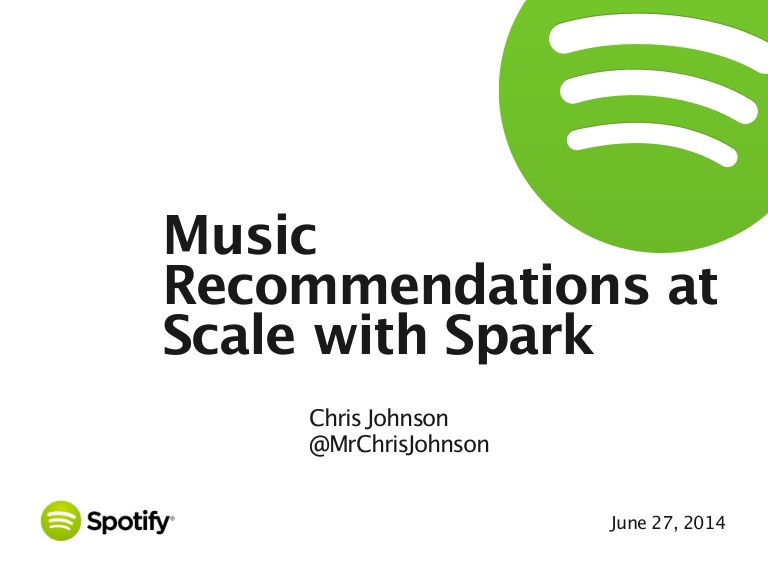 Music
Recommendations at
Scale with Spark
Chris Johnson
@MrChrisJohnson
Spotify®
June 27, 2014